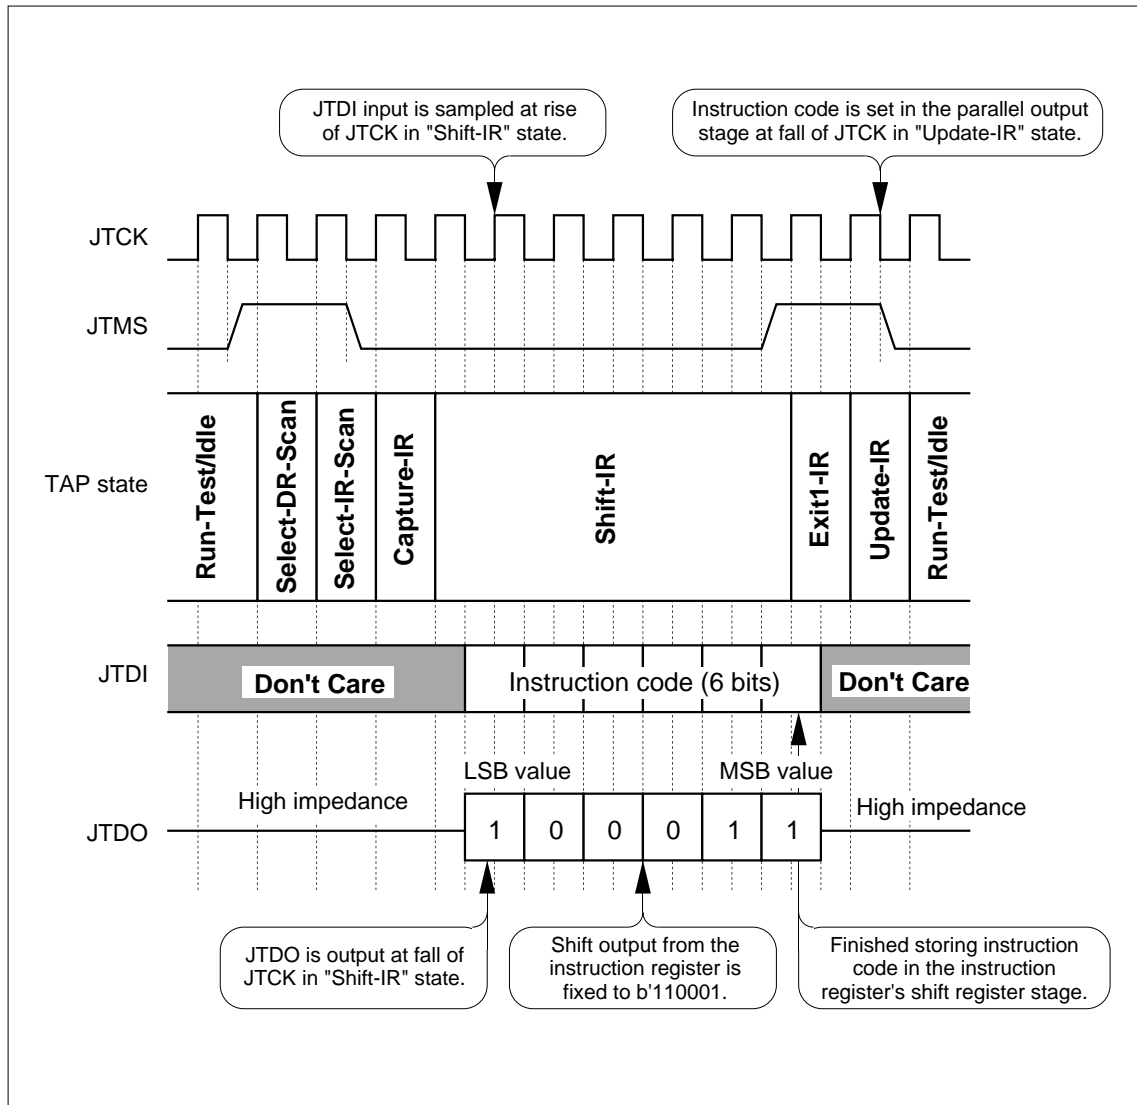 JTDI input is sampled at rise
of JTCK in "Shift-IR" state.
Instruction code is set in the parallel output
stage at fall of JTCK in "Update-IR" state.
JTCK
JTMS
TAP state
Run-Test/Idle
Select-DR-Scan
Select-IR-Scan
Capture-IR
Shift-IR
Exit1-IR
Update-IR
Run-Test/Idle
JTDI
Don't Care
Instruction code (6 bits)
Don't Care
LSB value
MSB value
High impedance
High impedance
JTDO
1 0 0 0 1 1
JTDO is output at fall of
JTCK in "Shift-IR" state.
Shift output from the
instruction register is
fixed to b'110001.
Finished storing instruction
code in the instruction
register's shift register stage.